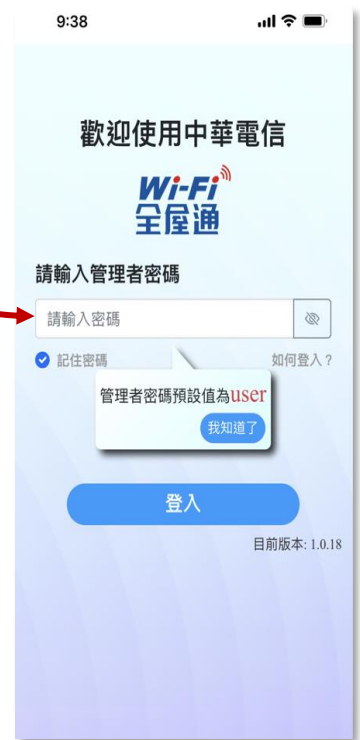 9:38
歡迎使用中華電信
Wi-Fi
全屋通
請輸入管理者密碼
請輸入密碼
記住密碼 如何登入？
管理者密碼預設值為user
我知道了
登入
目前版本: 1.0.18